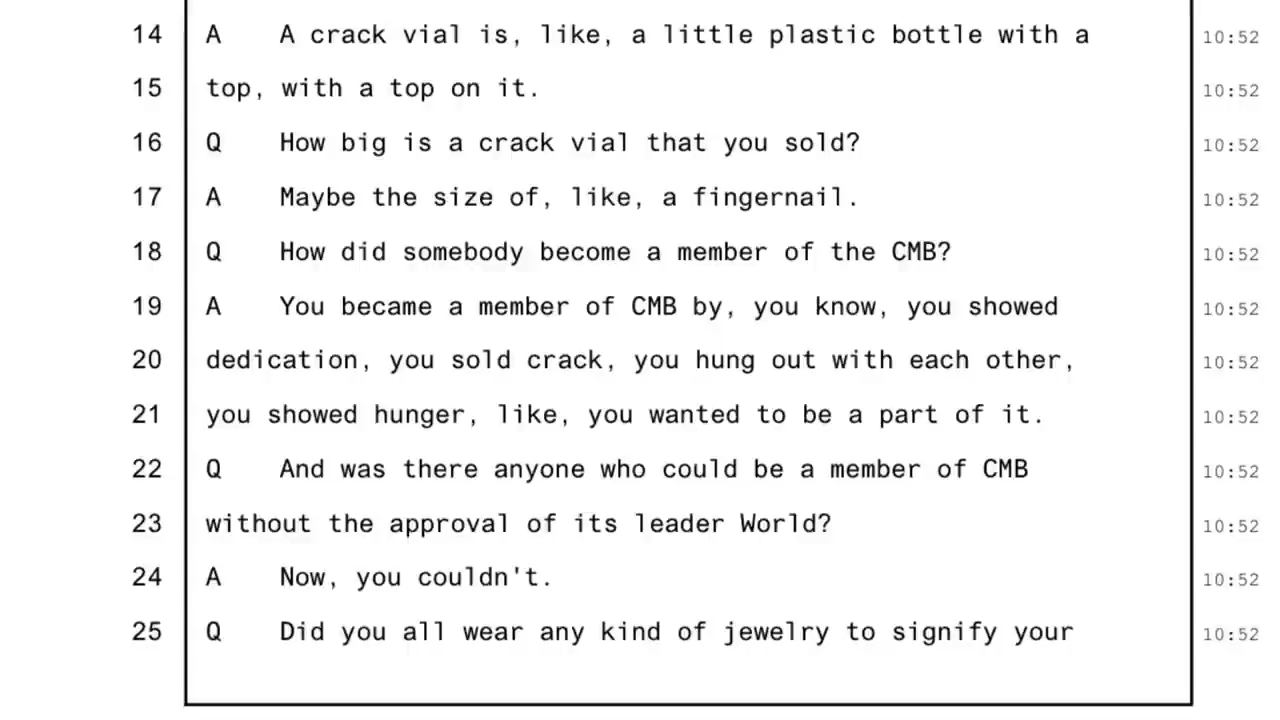 14 A A crack vial is, like, a little plastic bottle with a 10:52
15 top, with a top on it. 10:52
16 Q How big is a crack vial that you sold? 10:52
17 A Maybe the size of, like, a fingernail. 10:52
18 Q How did somebody become a member of the CMB? 10:52
19 A You became a member of CMB by, you know, you showed 10:52
20 dedication, you sold crack, you hung out with each other, 10:52
21 you showed hunger, like, you wanted to be a part of it. 10:52
22 Q And was there anyone who could be a member of CMB 10:52
23 without the approval of its leader World? 10:52
24 A Now, you couldn't. 10:52
25 Q Did you all wear any kind of jewelry to signify your 10:52